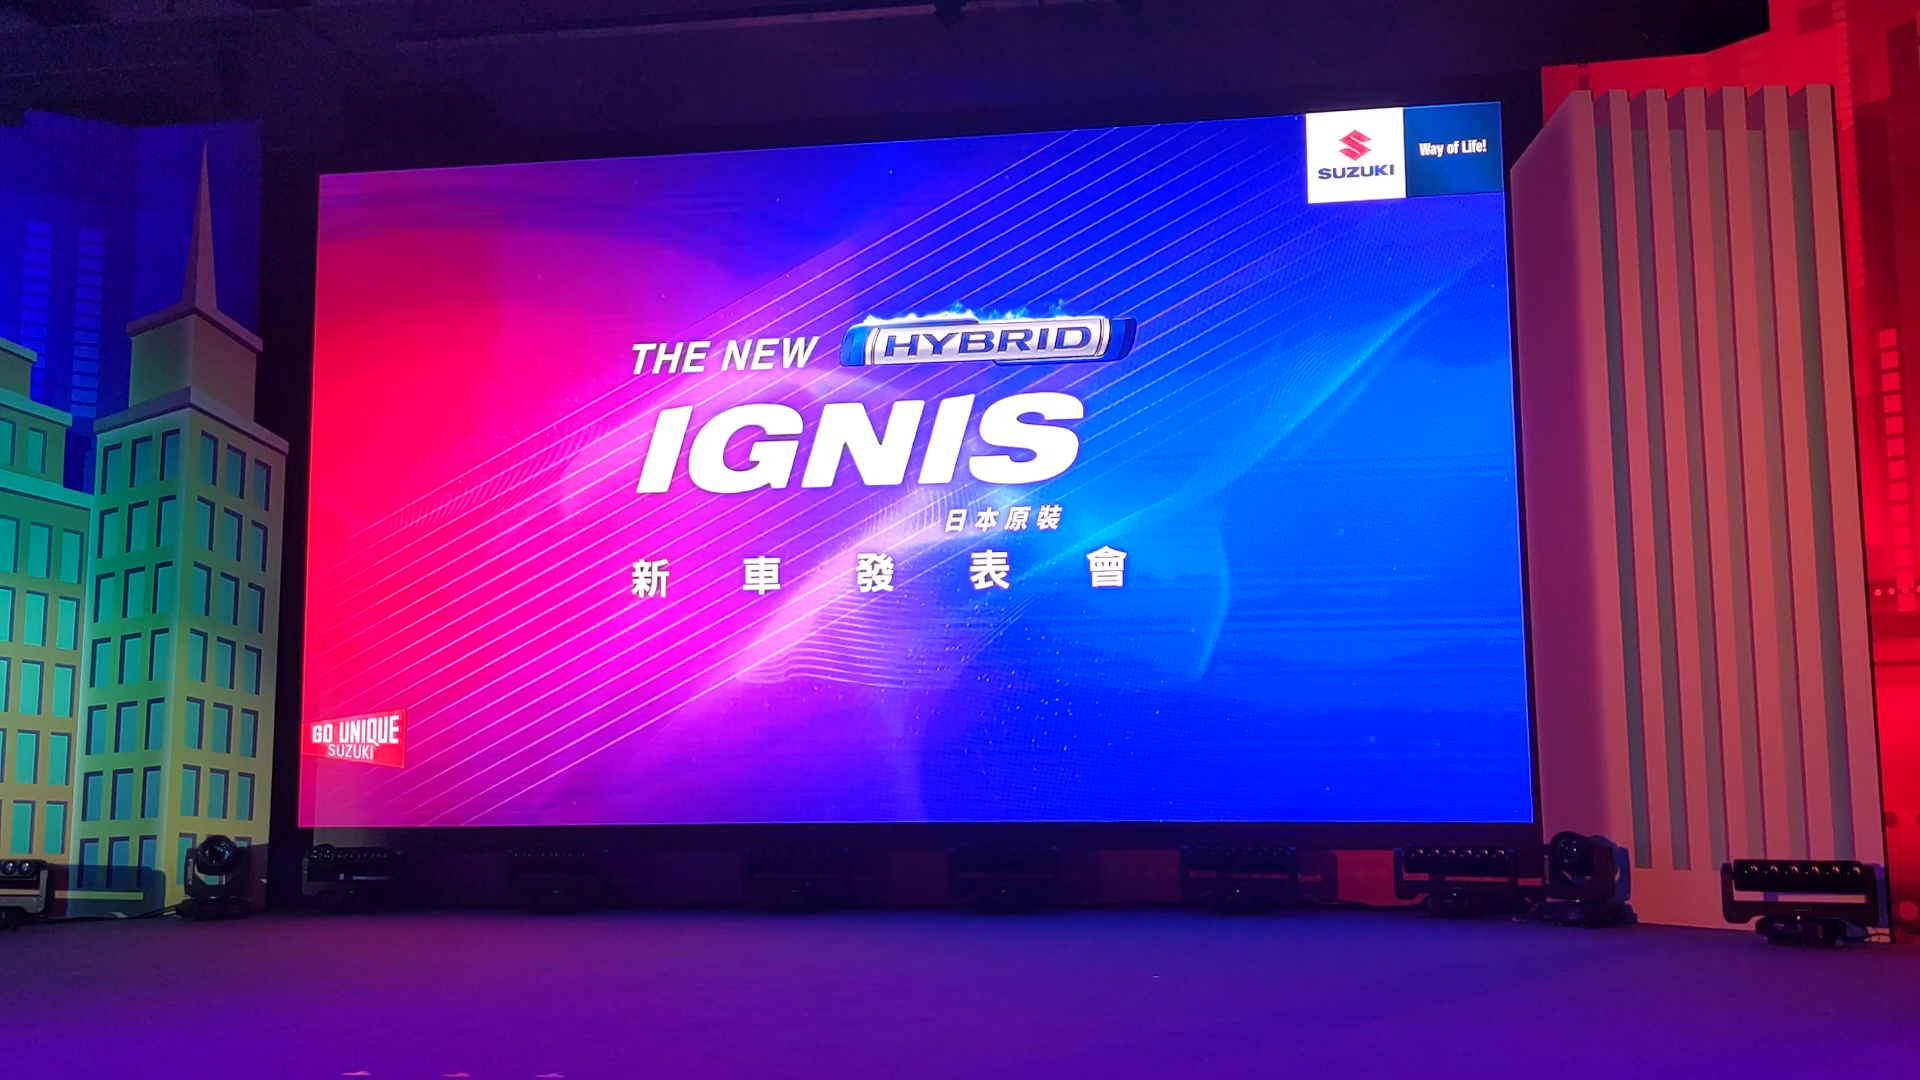 SUZUKI
Way of Life!
THE NEW HYBRID
IGNIS
日本原裝
新車發表會
GO UNIQUE
SUZUKI